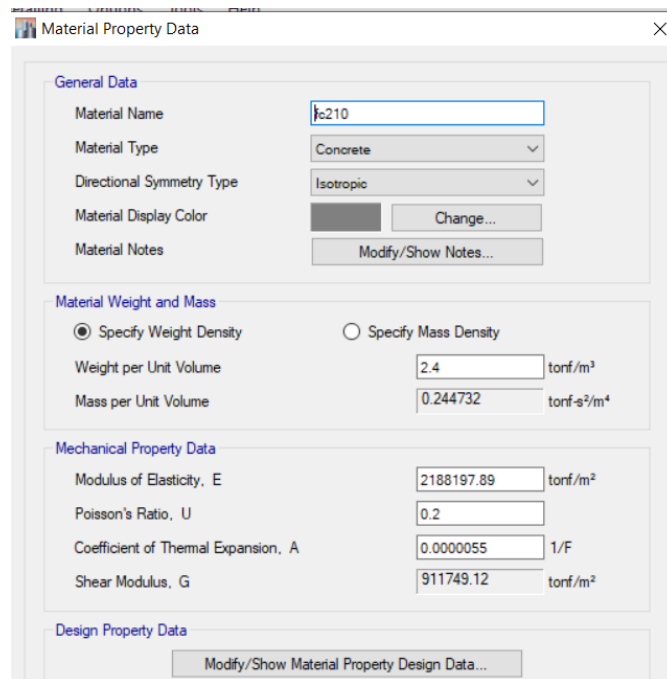 Detailing Options Tools Help
Material Property Data
General Data
Material Name fc210
Material Type Concrete
Directional Symmetry Type Isotropic
Material Display Color Change...
Material Notes Modify/Show Notes...
Material Weight and Mass
Specify Weight Density Specify Mass Density
Weight per Unit Volume 2.4 tonf/m³
Mass per Unit Volume 0.244732 tonf-s²/m⁴
Mechanical Property Data
Modulus of Elasticity, E 2188197.89 tonf/m²
Poisson's Ratio, U 0.2
Coefficient of Thermal Expansion, A 0.0000055 1/F
Shear Modulus, G 911749.12 tonf/m²
Design Property Data
Modify/Show Material Property Design Data...